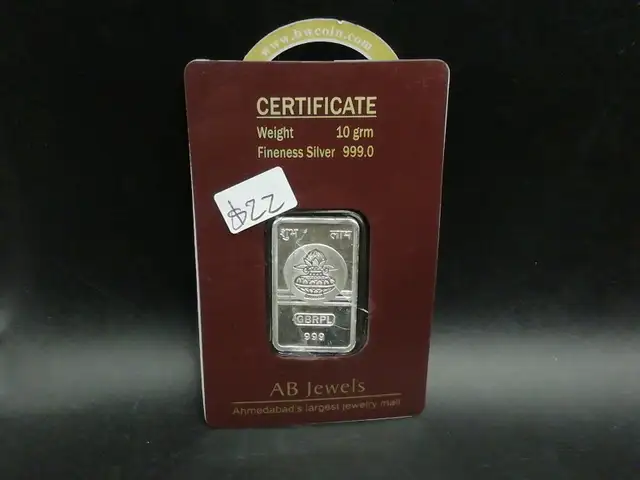 www.bwcoin.com
CERTIFICATE
Weight 10 grm
Fineness Silver 999.0
$22
शुभ लाभ
GBRPL
999
AB Jewels
Ahmedabad's largest jewelry mall